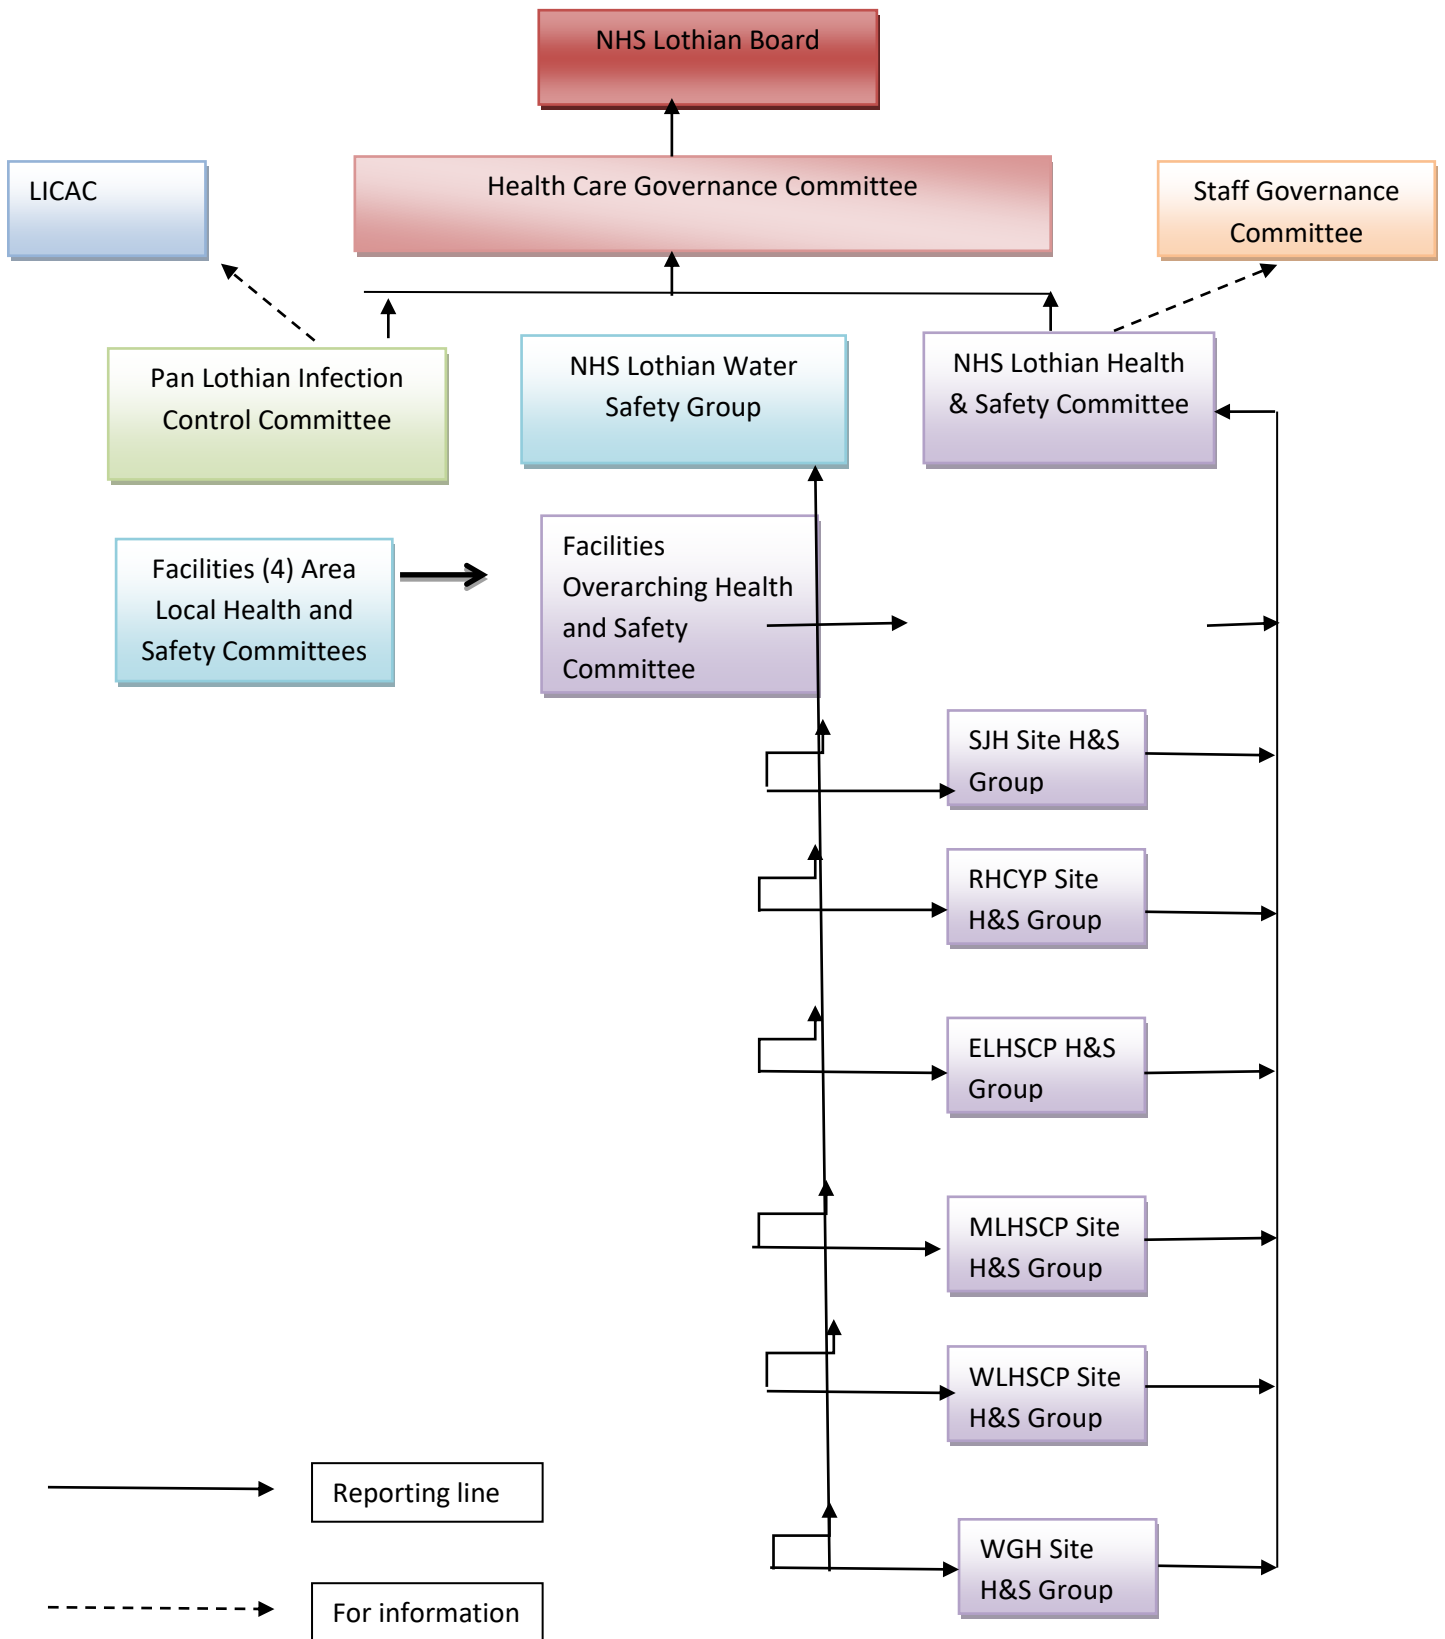 NHS Lothian Board
LICAC
Health Care Governance Committee
Staff Governance
Committee
Pan Lothian Infection
Control Committee
NHS Lothian Water
Safety Group
NHS Lothian Health
& Safety Committee
Facilities (4) Area
Local Health and
Safety Committees
Facilities
Overarching Health
and Safety
Committee
SJH Site H&S
Group
RHCYP Site
H&S Group
ELHSCP H&S
Group
MLHSCP Site
H&S Group
WLHSCP Site
H&S Group
WGH Site
H&S Group
Reporting line
For information